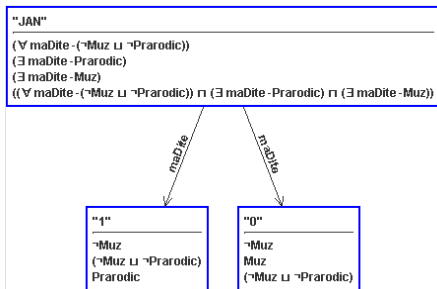 "JAN"
(∀ maDite-(¬Muz ⊔ ¬Prarodic))
(∃ maDite-Prarodic)
(∃ maDite-Muz)
((∀ maDite-(¬Muz ⊔ ¬Prarodic)) ⊓ (∃ maDite-Prarodic) ⊓ (∃ maDite-Muz))
maDite
maDite
"1"
¬Muz
(¬Muz ⊔ ¬Prarodic)
Prarodic
"0"
¬Muz
Muz
(¬Muz ⊔ ¬Prarodic)